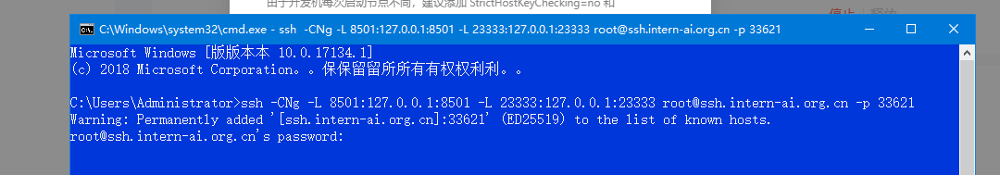 由于开发机每次启动节点不同，建议添加 StrictHostKeyChecking=no 和
停止 释放
C:\Windows\system32\cmd.exe - ssh -CNg -L 8501:127.0.0.1:8501 -L 23333:127.0.0.1:23333 root@ssh.intern-ai.org.cn -p 33621
Microsoft Windows [版版本本 10.0.17134.1]
(c) 2018 Microsoft Corporation。。保保留留所所有有权权利利。。
C:\Users\Administrator>ssh -CNg -L 8501:127.0.0.1:8501 -L 23333:127.0.0.1:23333 root@ssh.intern-ai.org.cn -p 33621
Warning: Permanently added '[ssh.intern-ai.org.cn]:33621' (ED25519) to the list of known hosts.
root@ssh.intern-ai.org.cn's password: